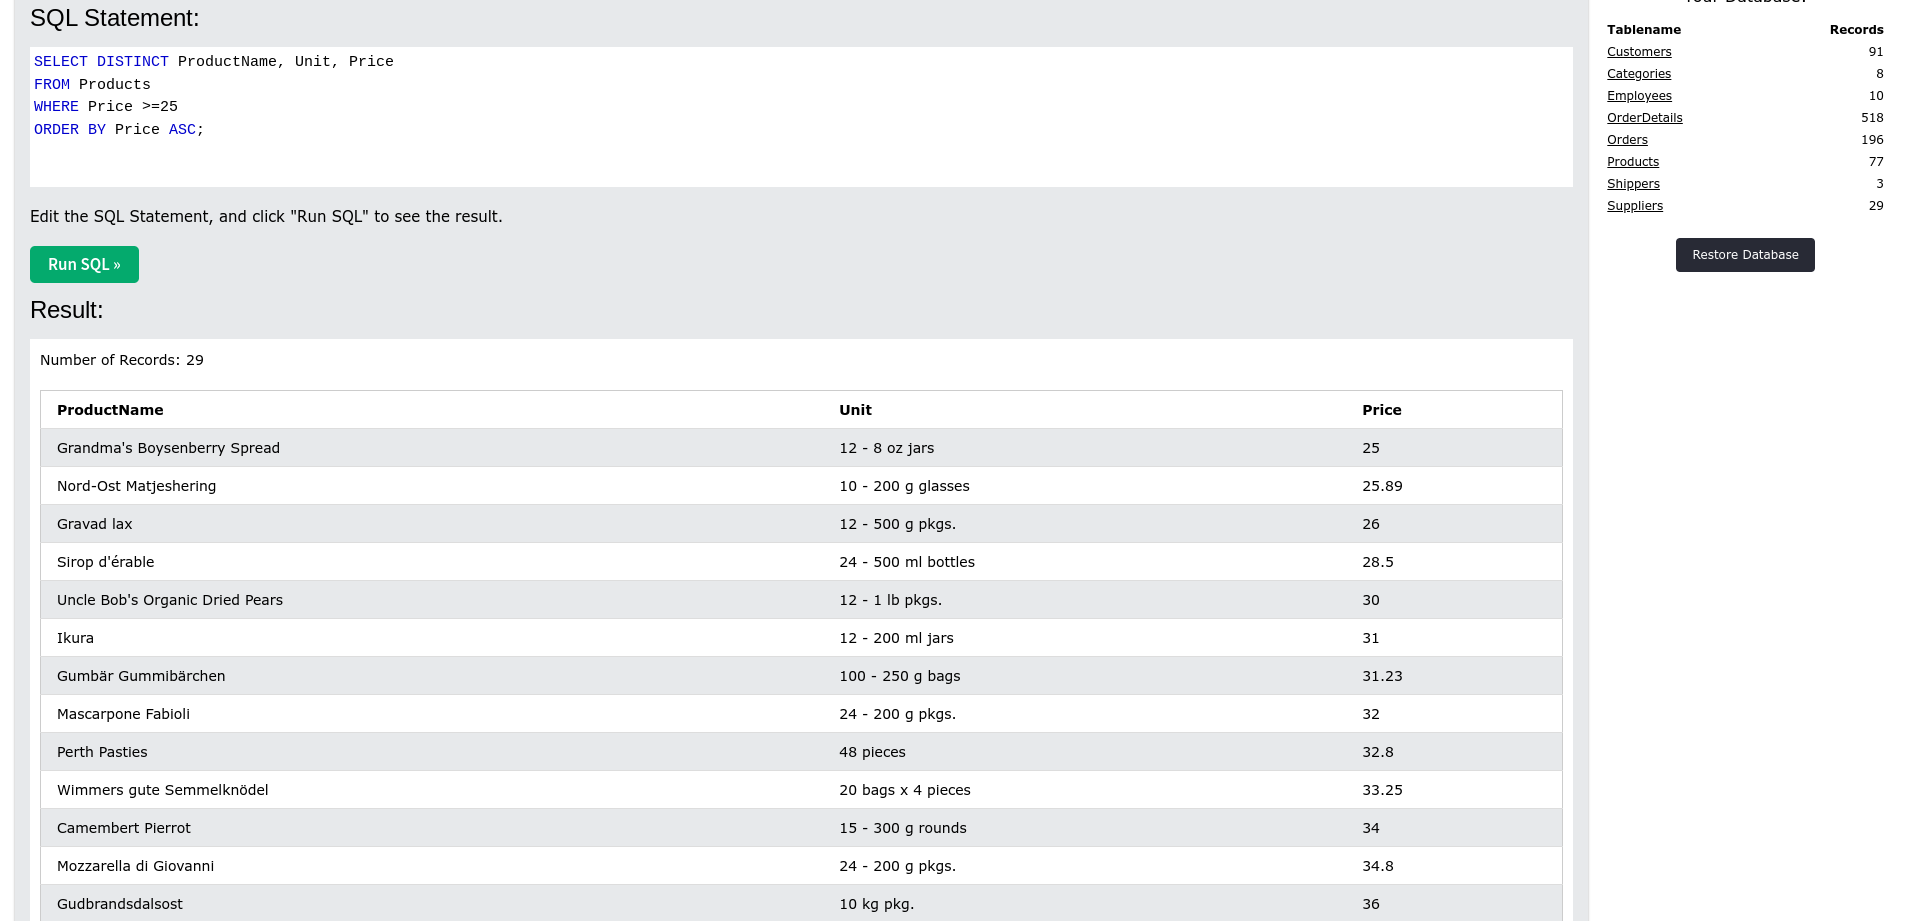 SQL Statement:
SELECT DISTINCT ProductName, Unit, Price
FROM Products
WHERE Price >=25
ORDER BY Price ASC;
Edit the SQL Statement, and click "Run SQL" to see the result.
Run SQL »
Result:
Number of Records: 29
ProductName Unit Price
Grandma's Boysenberry Spread 12 - 8 oz jars 25
Nord-Ost Matjeshering 10 - 200 g glasses 25.89
Gravad lax 12 - 500 g pkgs. 26
Sirop d'érable 24 - 500 ml bottles 28.5
Uncle Bob's Organic Dried Pears 12 - 1 lb pkgs. 30
Ikura 12 - 200 ml jars 31
Gumbär Gummibärchen 100 - 250 g bags 31.23
Mascarpone Fabioli 24 - 200 g pkgs. 32
Perth Pasties 48 pieces 32.8
Wimmers gute Semmelknödel 20 bags x 4 pieces 33.25
Camembert Pierrot 15 - 300 g rounds 34
Mozzarella di Giovanni 24 - 200 g pkgs. 34.8
Gudbrandsdalsost 10 kg pkg. 36
Your Database:
Tablename Records
Customers 91
Categories 8
Employees 10
OrderDetails 518
Orders 196
Products 77
Shippers 3
Suppliers 29
Restore Database